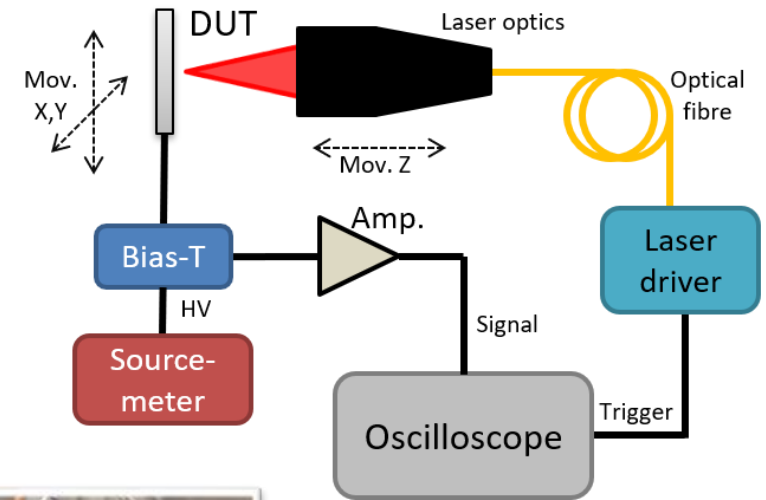 DUT
Laser optics
Mov.
X,Y
Optical
fibre
Mov. Z
Amp.
Bias-T
Laser
driver
HV
Signal
Source-
meter
Trigger
Oscilloscope